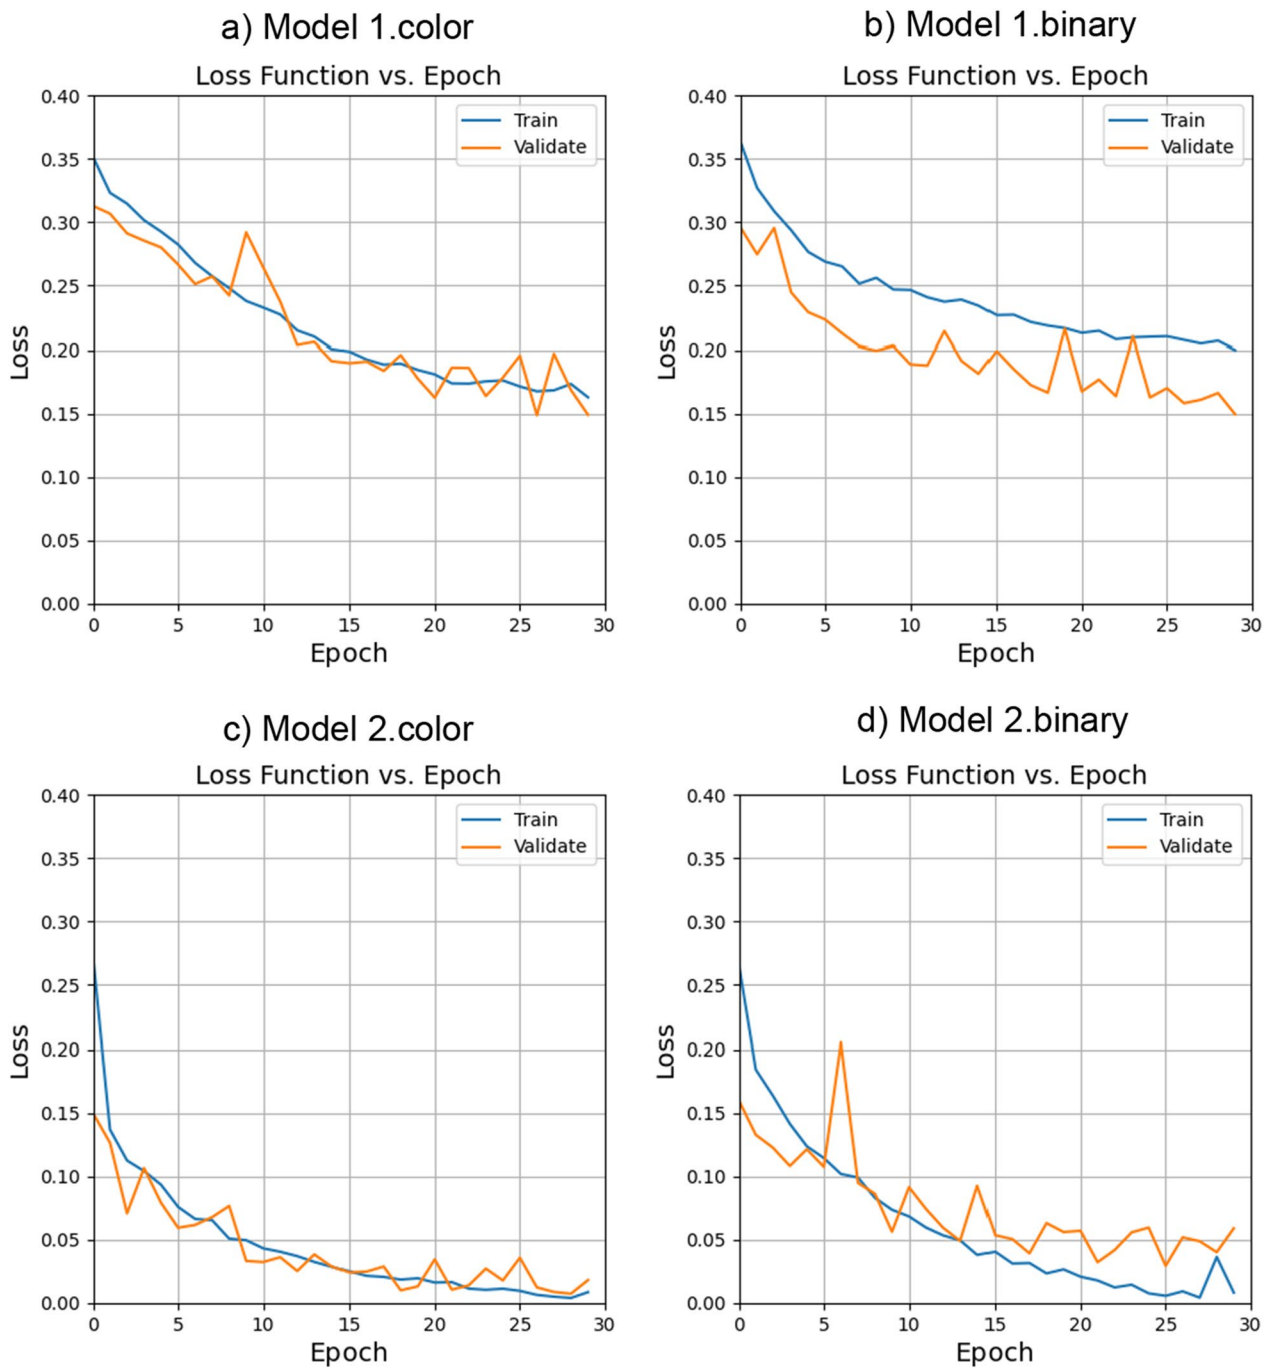 a) Model 1.color
Loss Function vs. Epoch
0.40
0.35
0.30
0.25
0.20
0.15
0.10
0.05
0.00
Loss
Train
Validate
0 5 10 15 20 25 30
Epoch
b) Model 1.binary
Loss Function vs. Epoch
0.40
0.35
0.30
0.25
0.20
0.15
0.10
0.05
0.00
Loss
Train
Validate
0 5 10 15 20 25 30
Epoch
c) Model 2.color
Loss Function vs. Epoch
0.40
0.35
0.30
0.25
0.20
0.15
0.10
0.05
0.00
Loss
Train
Validate
0 5 10 15 20 25 30
Epoch
d) Model 2.binary
Loss Function vs. Epoch
0.40
0.35
0.30
0.25
0.20
0.15
0.10
0.05
0.00
Loss
Train
Validate
0 5 10 15 20 25 30
Epoch